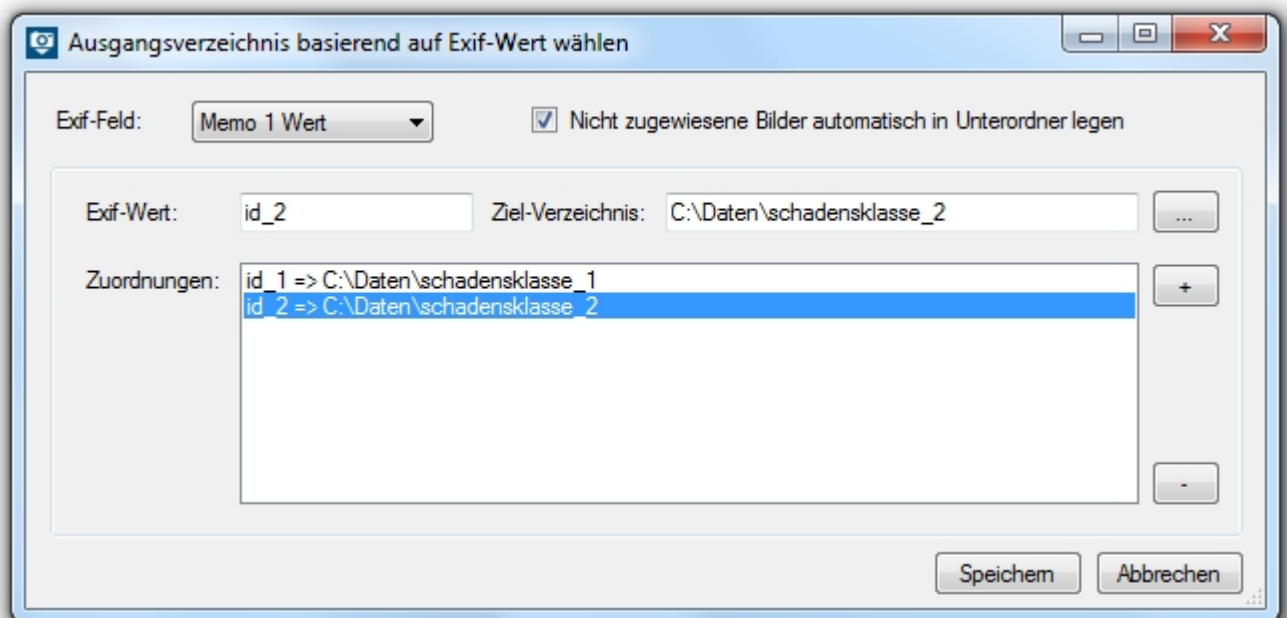 Ausgangsverzeichnis basierend auf Exif-Wert wählen
Exif-Feld: Memo 1 Wert Nicht zugewiesene Bilder automatisch in Unterordner legen
Exif-Wert: id_2 Ziel-Verzeichnis: C:\Daten\schadensklasse_2 ...
Zuordnungen: id_1 => C:\Daten\schadensklasse_1 +
id_2 => C:\Daten\schadensklasse_2
-
Speichern Abbrechen